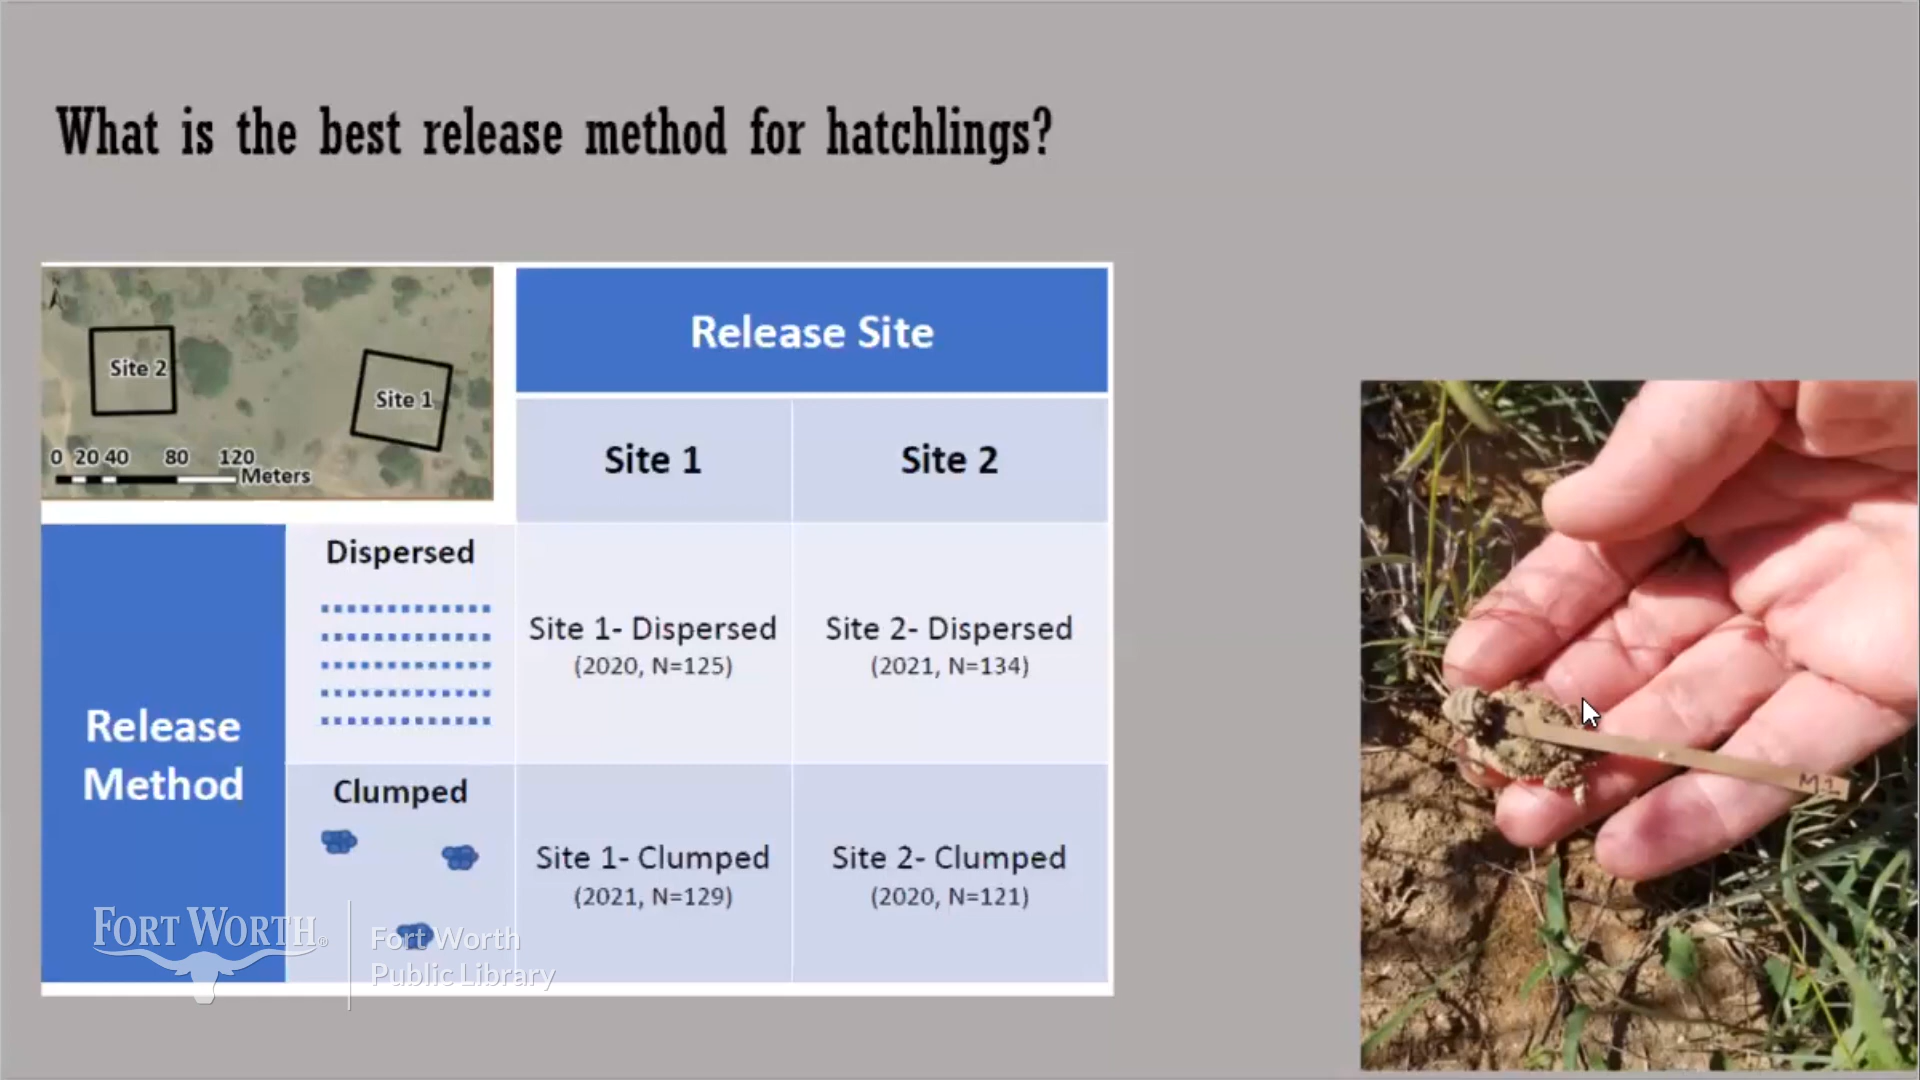 What is the best release method for hatchlings?
N
Site 2
Site 1
0 20 40 80 120
Meters
Release Site
Site 1
Site 2
Release
Method
Dispersed
Site 1- Dispersed
(2020, N=125)
Site 2- Dispersed
(2021, N=134)
Clumped
Site 1- Clumped
(2021, N=129)
Site 2- Clumped
(2020, N=121)
FORT WORTH®
Fort Worth
Public Library